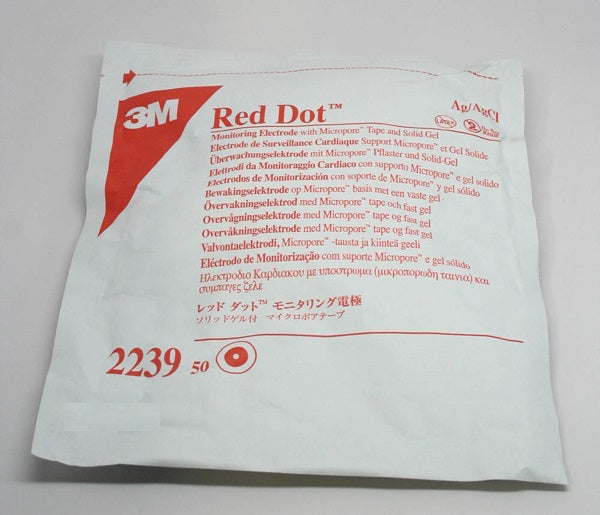 3M
Red Dot™
Ag/AgCl
Latex
Monitoring Electrode with Micropore™ Tape and Solid Gel
Electrode de Surveillance Cardiaque Support Micropore™ et Gel Solide
Überwachungselektrode mit Micropore™ Pflaster und Solid-Gel
Elettrodi da Monitoraggio Cardiaco con supporto Micropore™ e gel solido
Electrodos de Monitorización con soporte de Micropore™ y gel sólido
Bewakingselektrode op Micropore™ basis met een vaste gel
Övervakningselektrod med Micropore™ tape och fast gel
Overvågningselektrod med Micropore™ tape og fast gel
Overvåkningselektrod med Micropore™ tape og fast gel
Valvontaelektrodi, Micropore™ -tausta ja kiinteä geeli
Eléctrodo de Monitorização com suporte Micropore™ e gel sólido
Ηλεκτροδιο Καρδιακου με υποστρωμα (μικροπορωδη ταινια) και
συμπαγες ζελε
レッド ダット™ モニタリング電極
ソリッドゲル付 マイクロポアテープ
2239 50